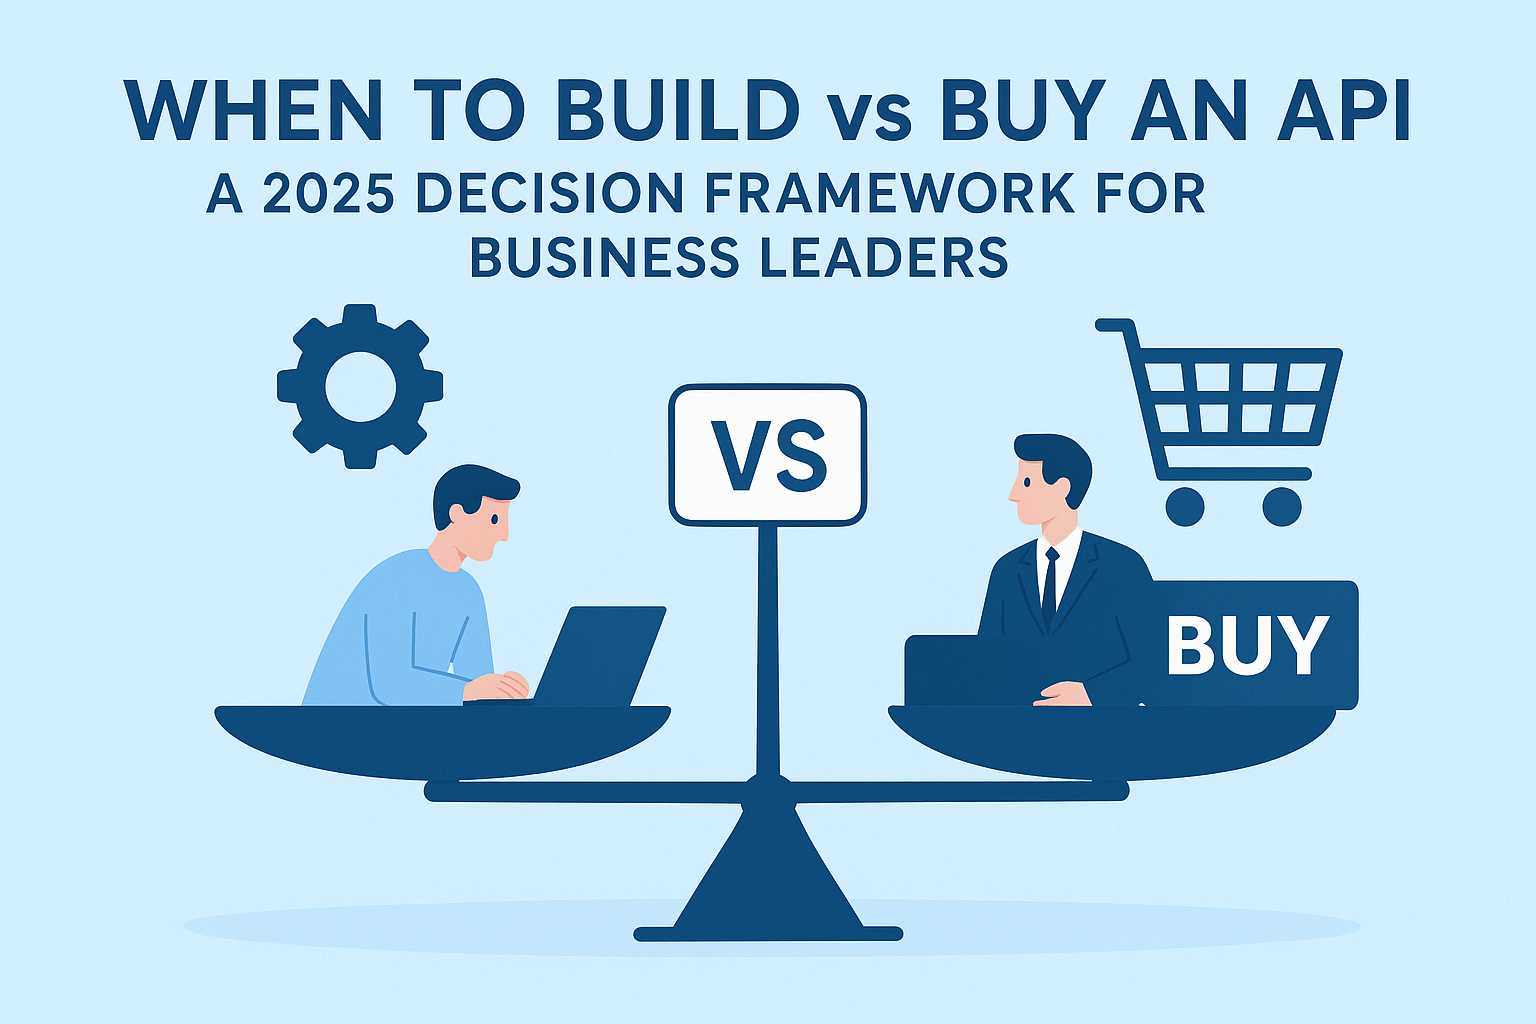 WHEN TO BUILD vs BUY AN API
A 2025 DECISION FRAMEWORK FOR
BUSINESS LEADERS
VS
BUY